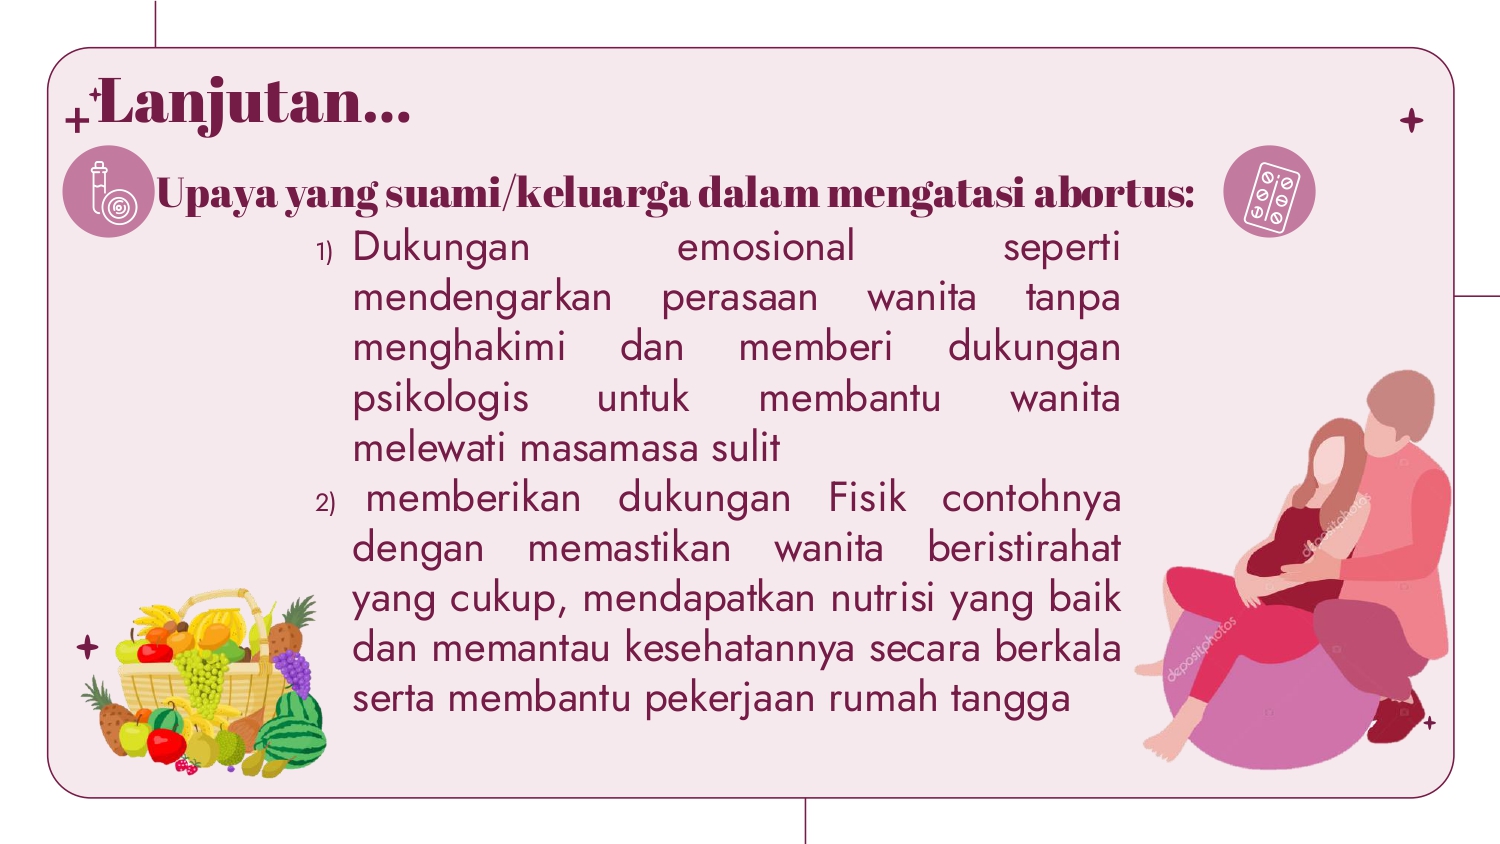 Lanjutan...
Upaya yang suami/keluarga dalam mengatasi abortus:
1) Dukungan emosional seperti
mendengarkan perasaan wanita tanpa
menghakimi dan memberi dukungan
psikologis untuk membantu wanita
melewati masamasa sulit
2) memberikan dukungan Fisik contohnya
dengan memastikan wanita beristirahat
yang cukup, mendapatkan nutrisi yang baik
dan memantau kesehatannya secara berkala
serta membantu pekerjaan rumah tangga
depositphotos
depositphotos